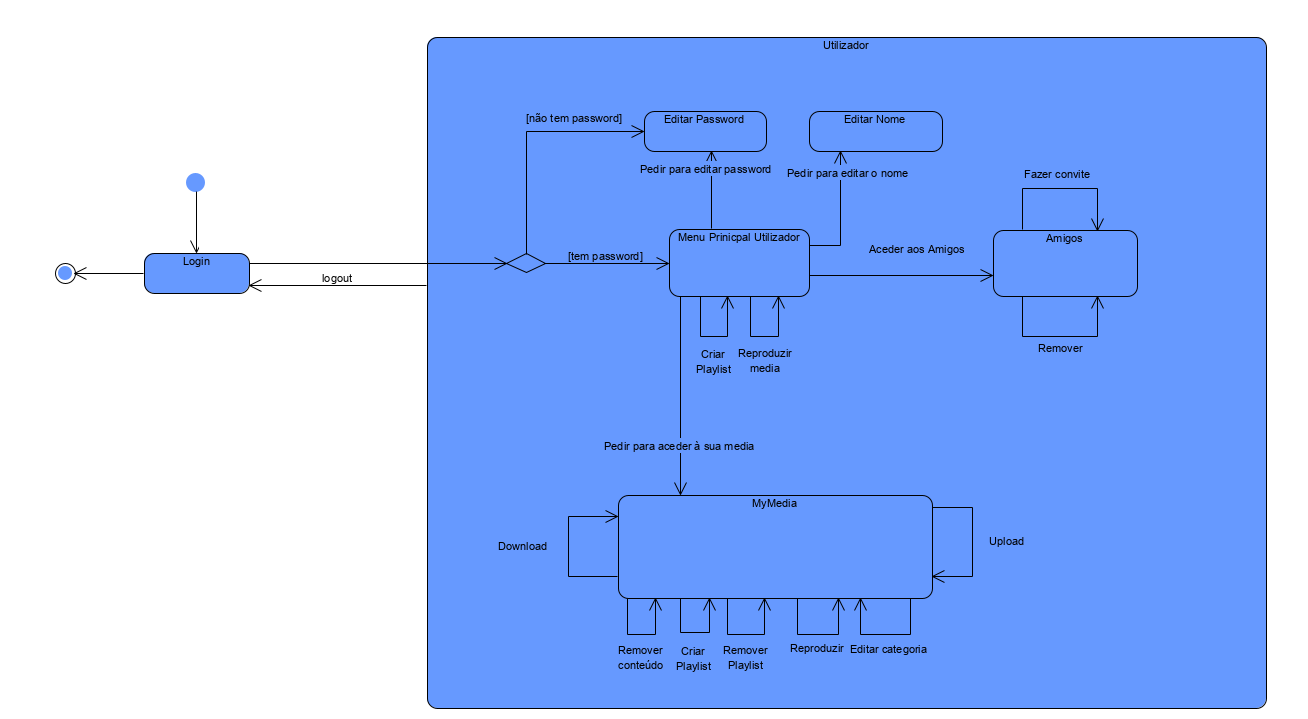 Utilizador
[não tem password]
Editar Password
Editar Nome
Pedir para editar password
Pedir para editar o nome
Fazer convite
Menu Prinicpal Utilizador
Amigos
Aceder aos Amigos
[tem password]
Login
logout
Criar
Playlist
Reproduzir
media
Remover
Pedir para aceder à sua media
MyMedia
Download
Upload
Remover
conteúdo
Criar
Playlist
Remover
Playlist
Reproduzir
Editar categoria